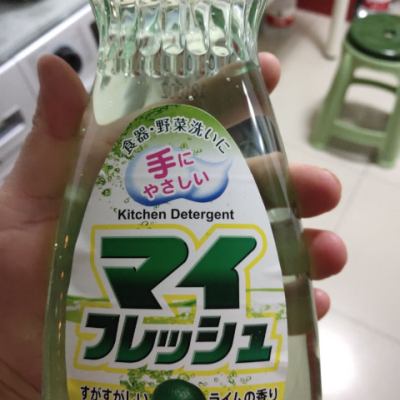 食器・野菜洗いに
手に
やさしい
Kitchen Detergent
マイ
フレッシュ
すがすがしい ライムの香り